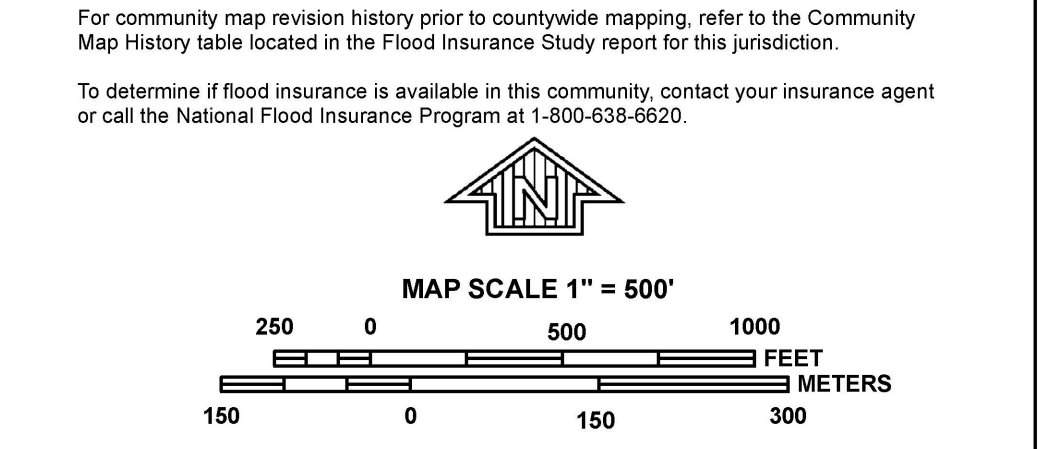 For community map revision history prior to countywide mapping, refer to the Community
Map History table located in the Flood Insurance Study report for this jurisdiction.
To determine if flood insurance is available in this community, contact your insurance agent
or call the National Flood Insurance Program at 1-800-638-6620.
N
MAP SCALE 1" = 500'
250 0 500 1000
FEET
METERS
150 0 150 300